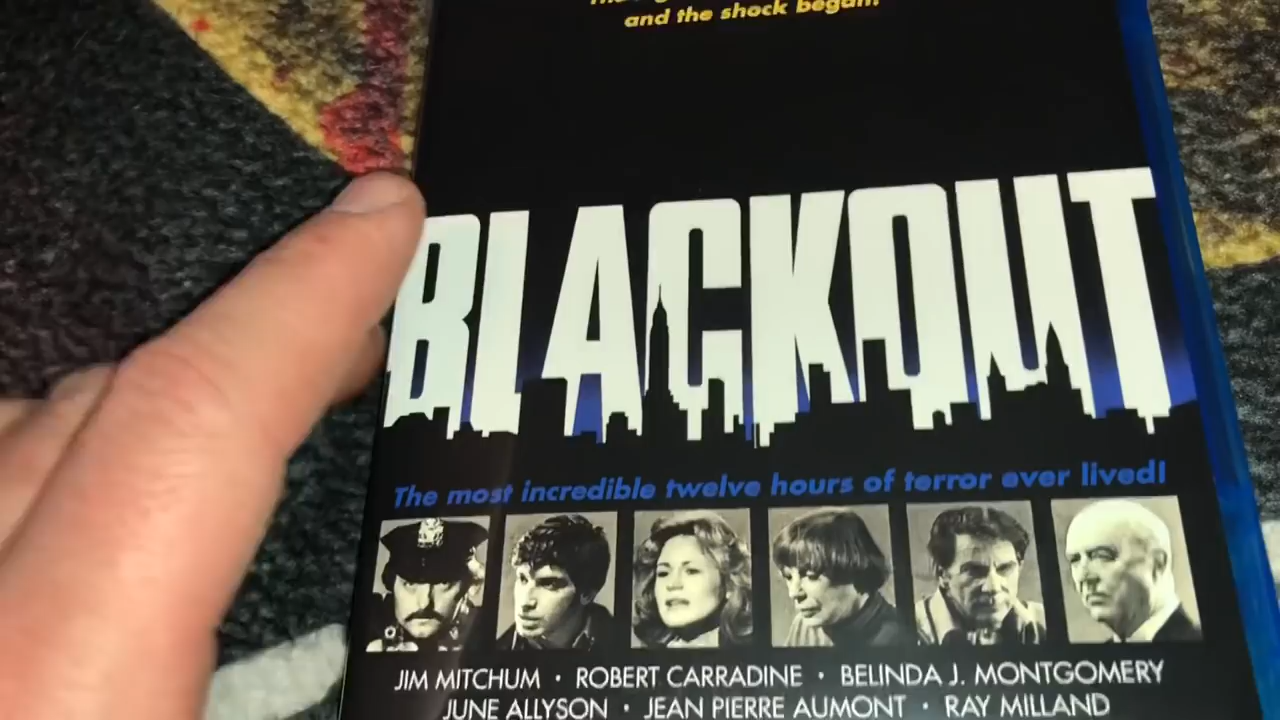 and the shock began!
BLACKOUT
The most incredible twelve hours of terror ever lived!
JIM MITCHUM • ROBERT CARRADINE • BELINDA J. MONTGOMERY
JUNE ALLYSON • JEAN PIERRE AUMONT • RAY MILLAND